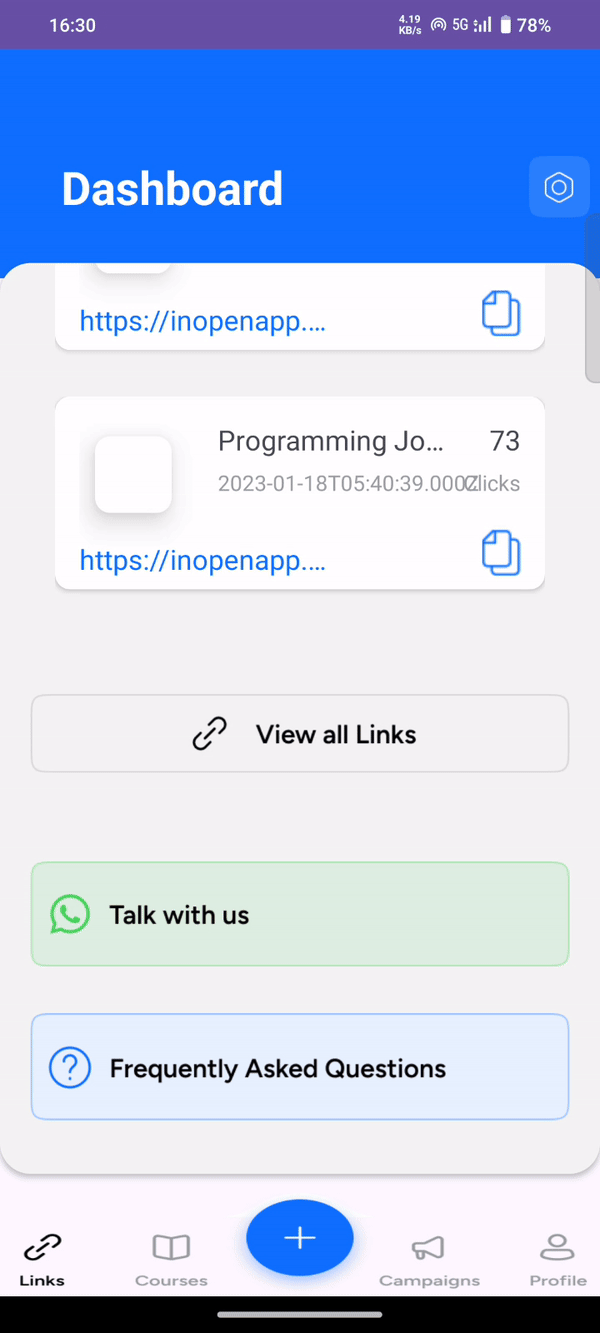 16:30
4.19
KB/s
5G
78%
Dashboard
https://inopenapp....
Programming Jo... 73
2023-01-18T05:40:39.000Z Clicks
https://inopenapp....
View all Links
Talk with us
Frequently Asked Questions
Links Courses Campaigns Profile